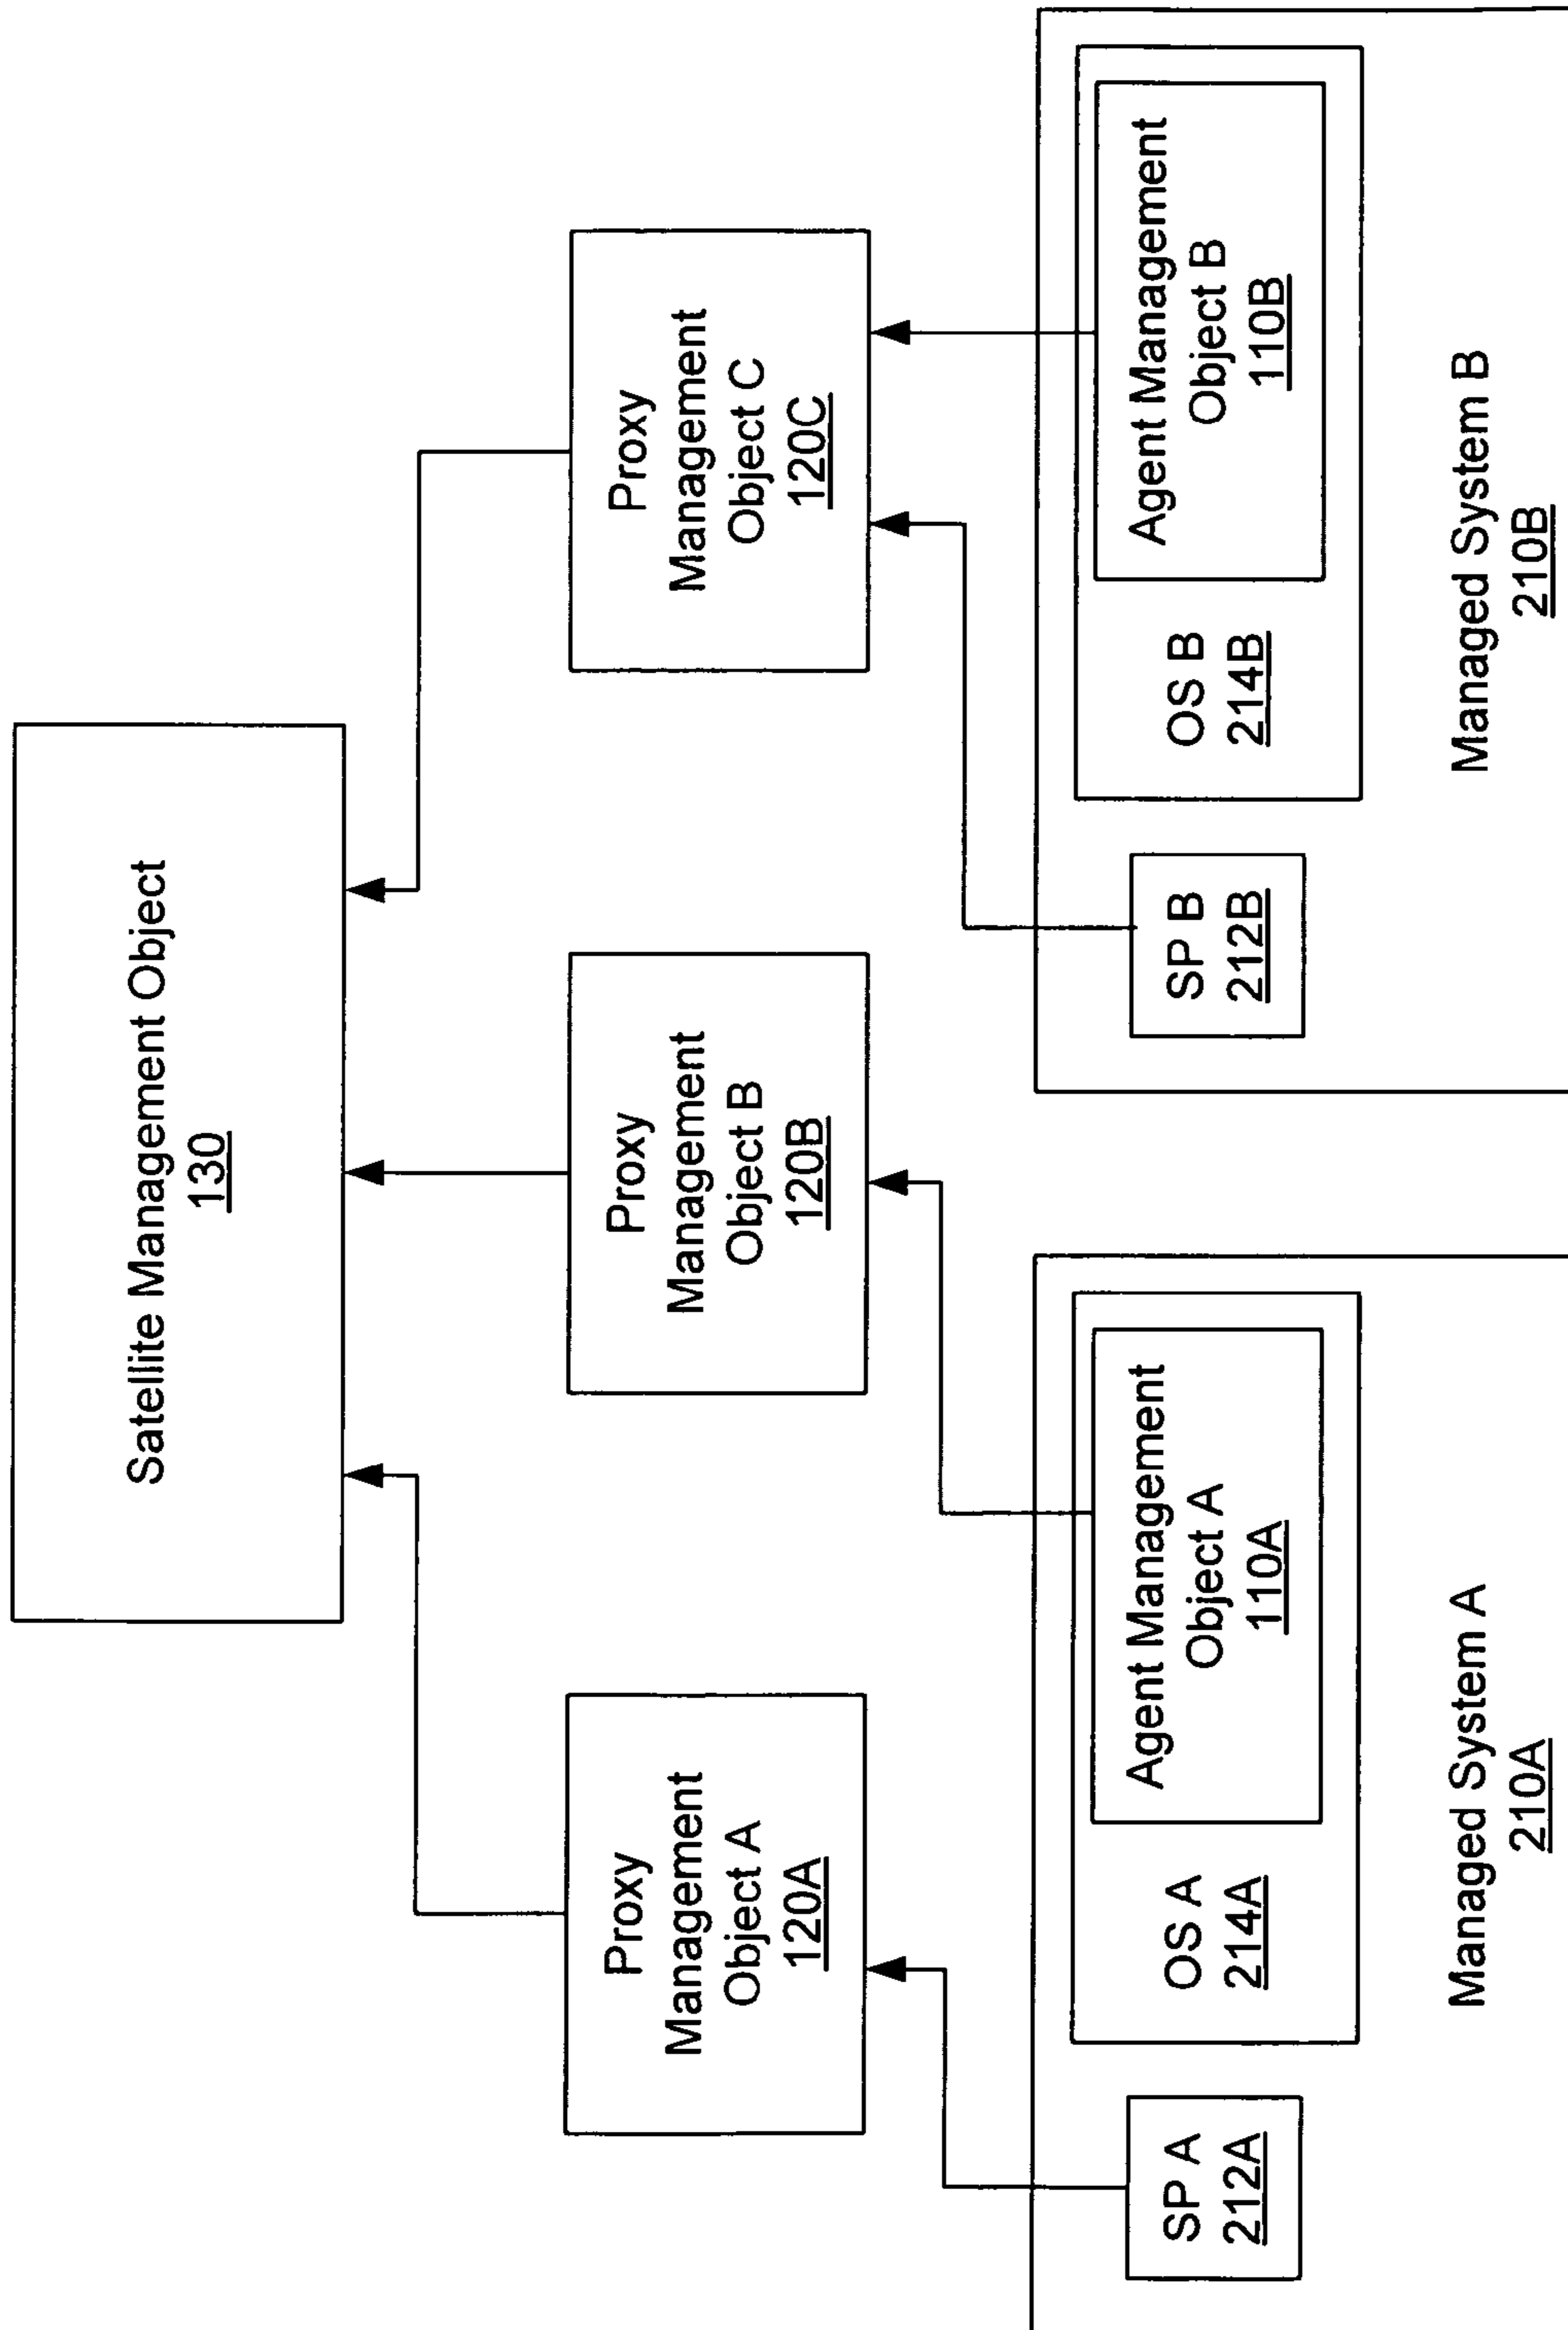 Satellite Management Object
130
Proxy
Management
Object A
120A
Proxy
Management
Object B
120B
Proxy
Management
Object C
120C
SP A
212A
OS A
214A
Agent Management
Object A
110A
Managed System A
210A
SP B
212B
OS B
214B
Agent Management
Object B
110B
Managed System B
210B